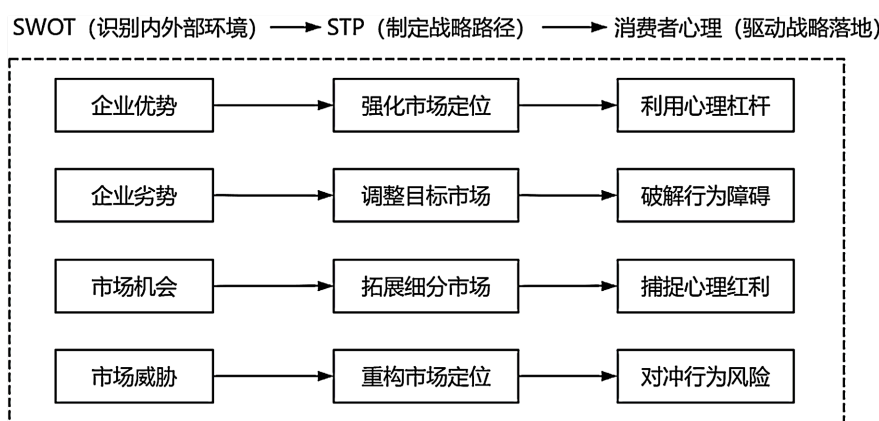 SWOT（识别内外部环境） STP（制定战略路径） 消费者心理（驱动战略落地）
企业优势 强化市场定位 利用心理杠杆
企业劣势 调整目标市场 破解行为障碍
市场机会 拓展细分市场 捕捉心理红利
市场威胁 重构市场定位 对冲行为风险